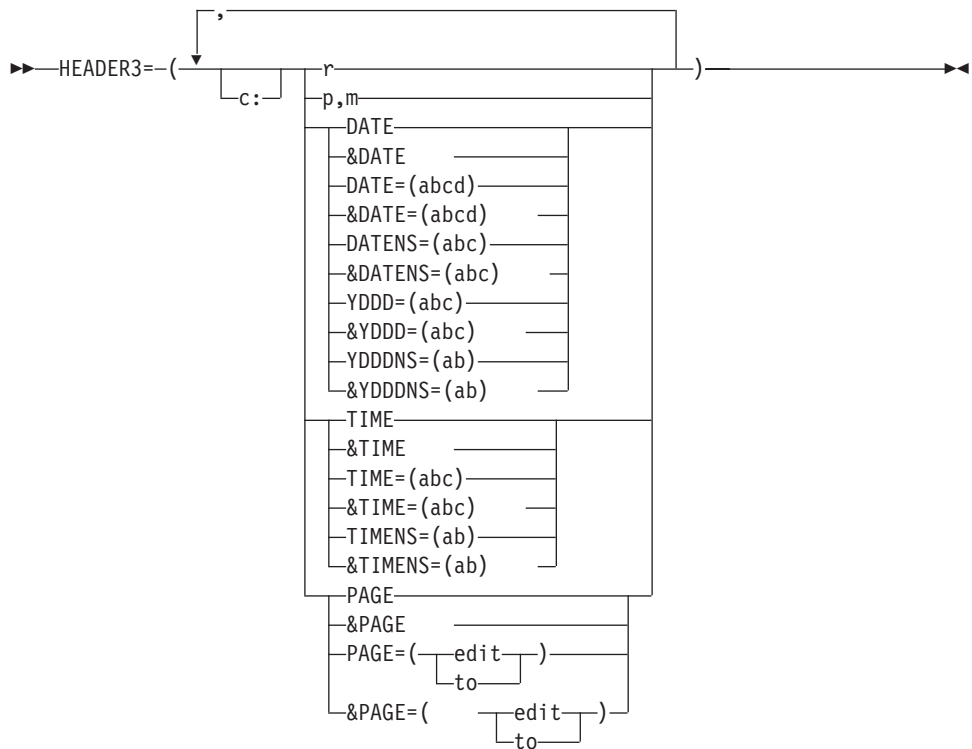 ,
HEADER3= ( r )
c:
p,m
DATE
&DATE
DATE=(abcd)
&DATE=(abcd)
DATENS=(abc)
&DATENS=(abc)
YDDD=(abc)
&YDDD=(abc)
YDDDNS=(ab)
&YDDDNS=(ab)
TIME
&TIME
TIME=(abc)
&TIME=(abc)
TIMENS=(ab)
&TIMENS=(ab)
PAGE
&PAGE
PAGE=( edit )
to
&PAGE=( edit )
to